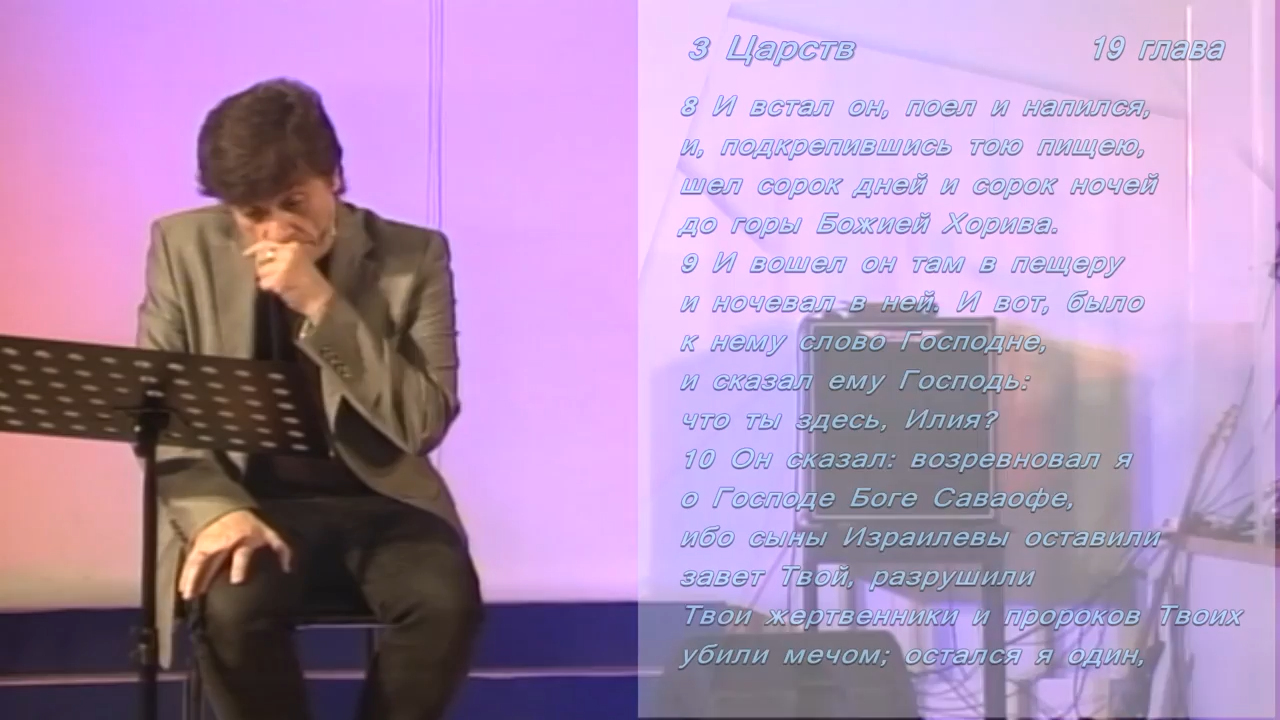 3 Царств 19 глава
8 И встал он, поел и напился,
и, подкрепившись тою пищею,
шел сорок дней и сорок ночей
до горы Божией Хорива.
9 И вошел он там в пещеру
и ночевал в ней. И вот, было
к нему слово Господне,
и сказал ему Господь:
что ты здесь, Илия?
10 Он сказал: возревновал я
о Господе Боге Саваофе,
ибо сыны Израилевы оставили
завет Твой, разрушили
Твои жертвенники и пророков Твоих
убили мечом; остался я один,